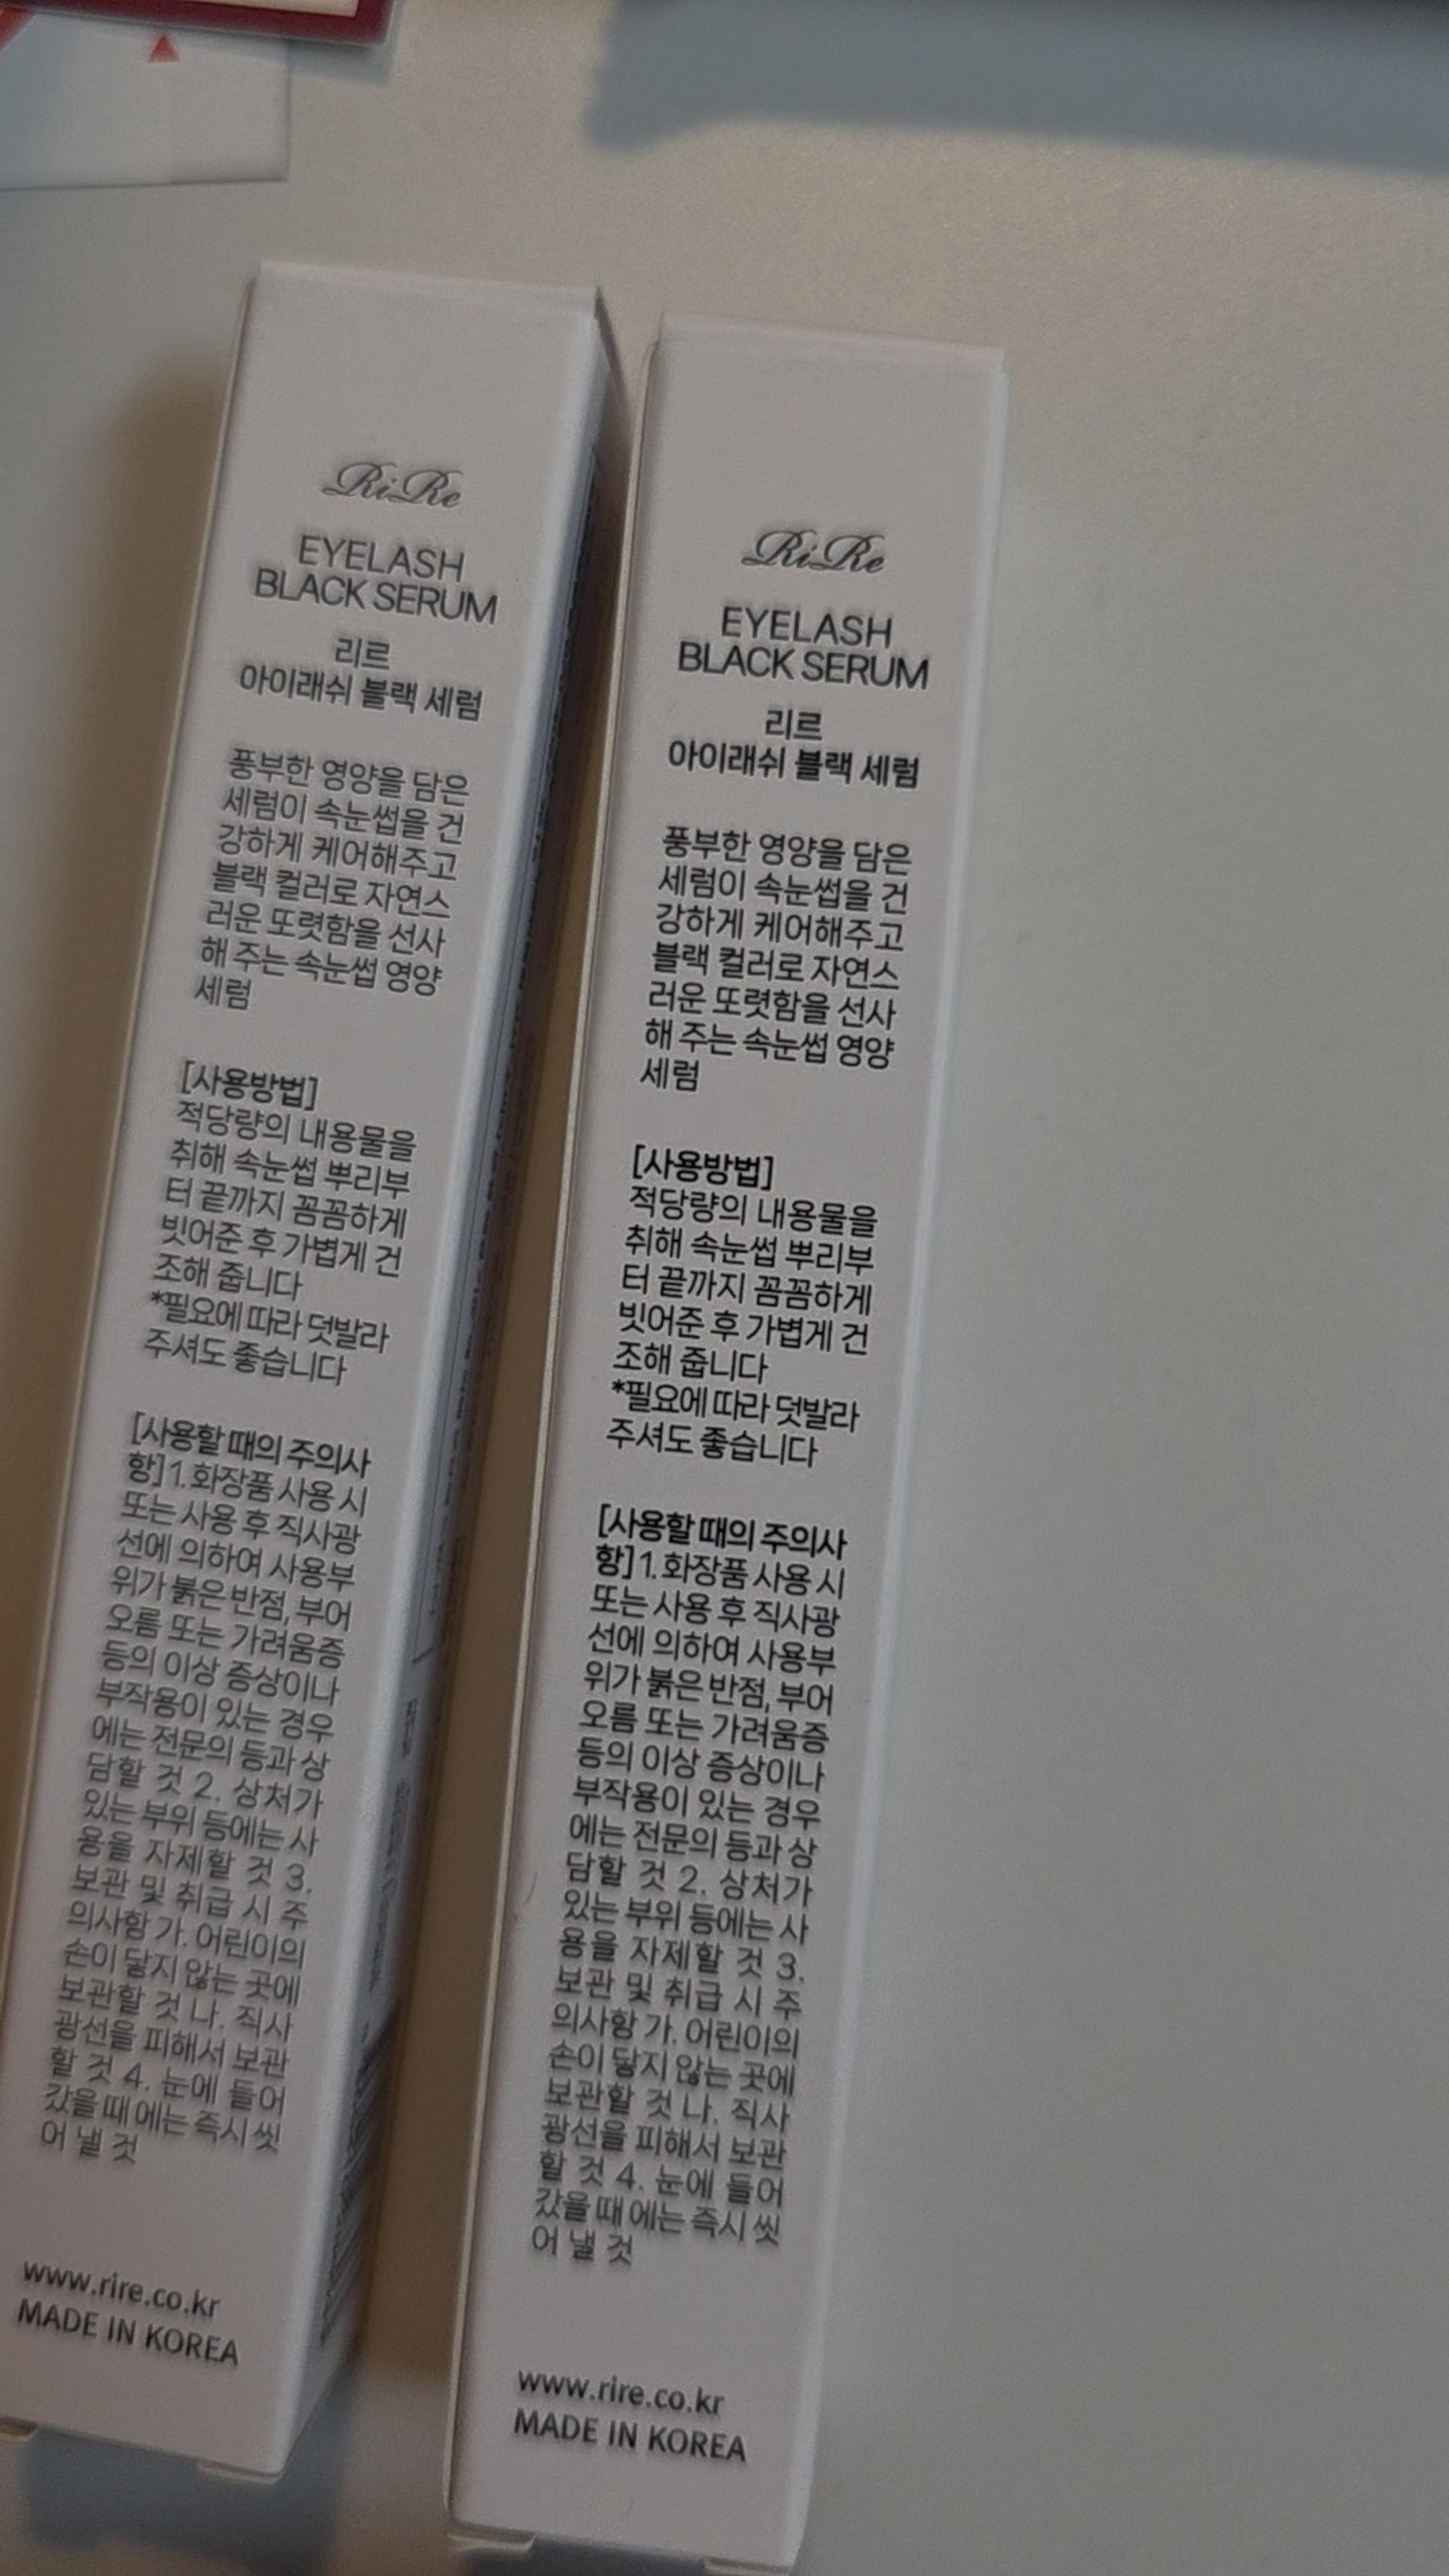 RiRe
EYELASH
BLACK SERUM
리르
아이래쉬 블랙 세럼
풍부한 영양을 담은
세럼이 속눈썹을 건
강하게 케어해주고
블랙 컬러로 자연스
러운 또렷함을 선사
해 주는 속눈썹 영양
세럼
[사용방법]
적당량의 내용물을
취해 속눈썹 뿌리부
터 끝까지 꼼꼼하게
빗어준 후 가볍게 건
조해 줍니다
*필요에 따라 덧발라
주셔도 좋습니다
[사용할 때의 주의사
항] 1. 화장품 사용 시
또는 사용 후 직사광
선에 의하여 사용부
위가 붉은 반점, 부어
오름 또는 가려움증
등의 이상 증상이나
부작용이 있는 경우
에는 전문의 등과 상
담할 것 2. 상처가
있는 부위 등에는 사
용을 자제할 것 3.
보관 및 취급 시 주
의사항 가. 어린이의
손이 닿지 않는 곳에
보관할 것 나. 직사
광선을 피해서 보관
할 것 4. 눈에 들어
갔을 때에는 즉시 씻
어 낼 것
www.rire.co.kr
MADE IN KOREA
RiRe
EYELASH
BLACK SERUM
리르
아이래쉬 블랙 세럼
풍부한 영양을 담은
세럼이 속눈썹을 건
강하게 케어해주고
블랙 컬러로 자연스
러운 또렷함을 선사
해 주는 속눈썹 영양
세럼
[사용방법]
적당량의 내용물을
취해 속눈썹 뿌리부
터 끝까지 꼼꼼하게
빗어준 후 가볍게 건
조해 줍니다
*필요에 따라 덧발라
주셔도 좋습니다
[사용할 때의 주의사
항] 1. 화장품 사용 시
또는 사용 후 직사광
선에 의하여 사용부
위가 붉은 반점, 부어
오름 또는 가려움증
등의 이상 증상이나
부작용이 있는 경우
에는 전문의 등과 상
담할 것 2. 상처가
있는 부위 등에는 사
용을 자제할 것 3.
보관 및 취급 시 주
의사항 가. 어린이의
손이 닿지 않는 곳에
보관할 것 나. 직사
광선을 피해서 보관
할 것 4. 눈에 들어
갔을 때에는 즉시 씻
어 낼 것
www.rire.co.kr
MADE IN KOREA